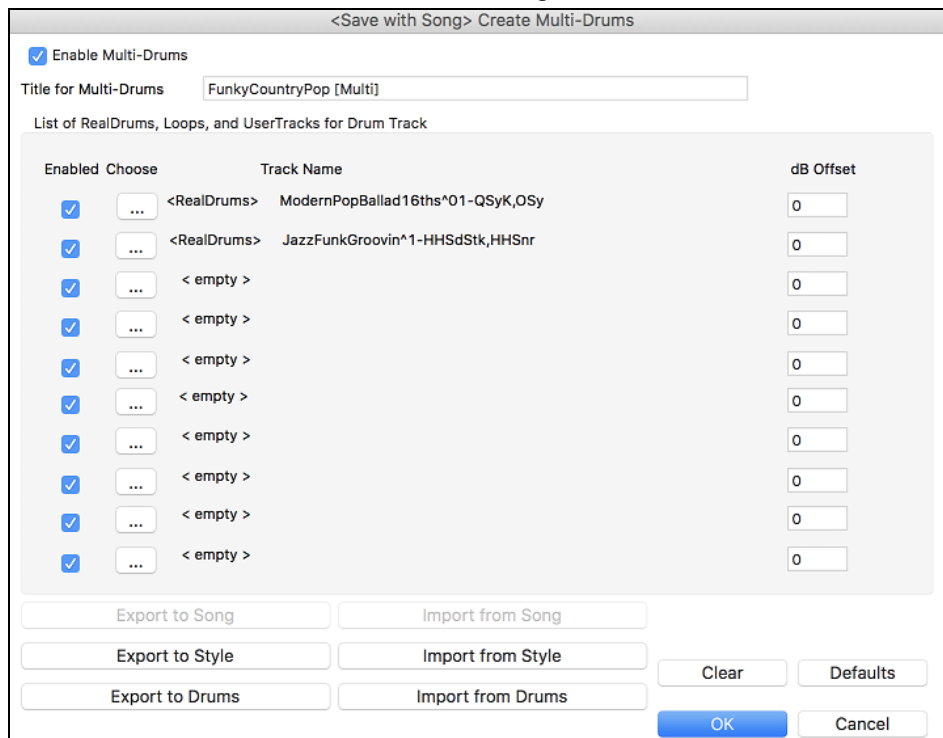 <Save with Song> Create Multi-Drums
Enable Multi-Drums
Title for Multi-Drums FunkyCountryPop [Multi]
List of RealDrums, Loops, and UserTracks for Drum Track
Enabled Choose Track Name dB Offset
... <RealDrums> ModernPopBallad16ths^01-QSyK,OSy 0
... <RealDrums> JazzFunkGroovin^1-HHSdStk,HHSnr 0
... < empty > 0
... < empty > 0
... < empty > 0
... < empty > 0
... < empty > 0
... < empty > 0
... < empty > 0
... < empty > 0
Export to Song Import from Song
Export to Style Import from Style
Clear Defaults
Export to Drums Import from Drums
OK Cancel